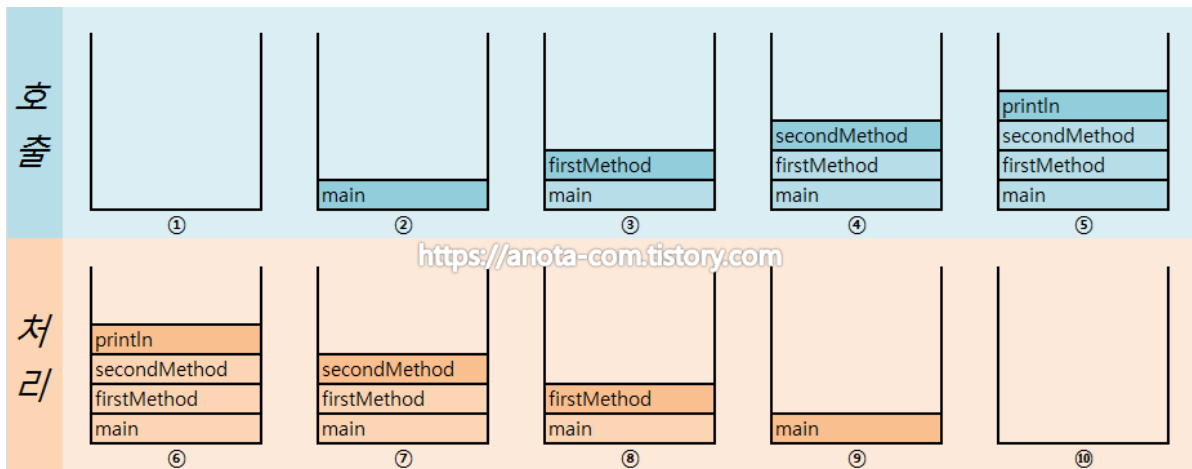 호출
println
secondMethod
secondMethod
firstMethod
firstMethod
firstMethod
main
main
main
main
①
②
③
④
⑤
https://anota-com.tistory.com
처리
println
secondMethod
secondMethod
firstMethod
firstMethod
firstMethod
main
main
main
main
⑥
⑦
⑧
⑨
⑩